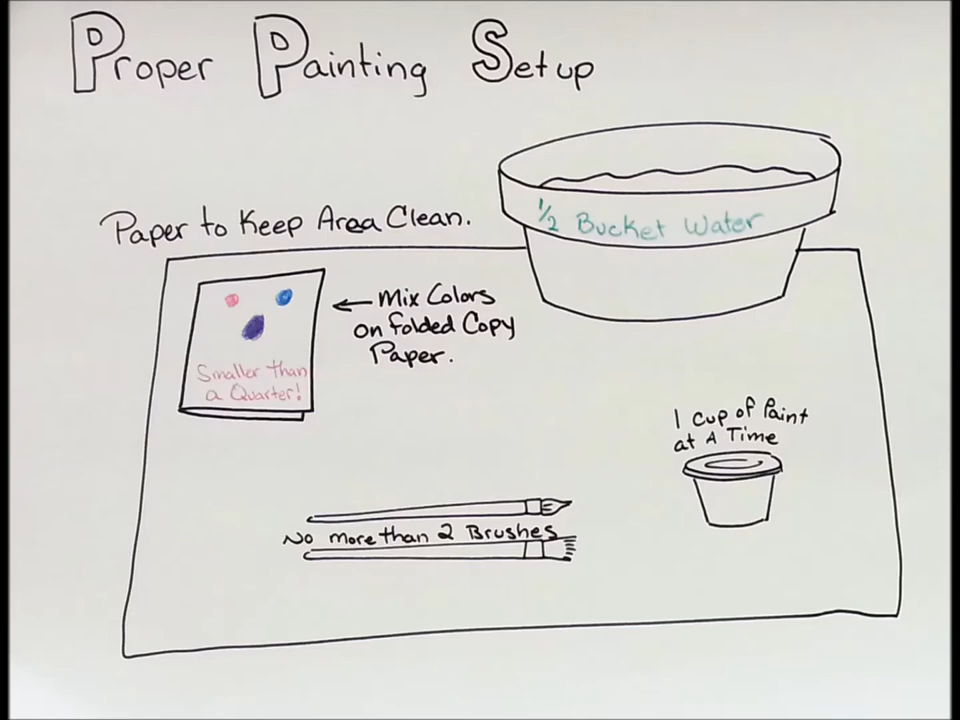 Proper Painting Setup
Paper to Keep Area Clean.
1/2 Bucket Water
Mix Colors
on folded Copy
Paper.
Smaller than
a Quarter!
1 Cup of Paint
at A Time
No more than 2 Brushes